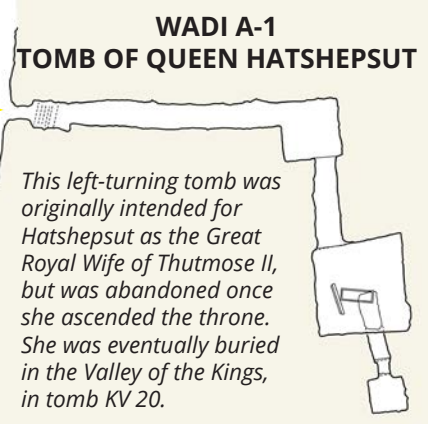 WADI A-1
TOMB OF QUEEN HATSHEPSUT
This left-turning tomb was
originally intended for
Hatshepsut as the Great
Royal Wife of Thutmose II,
but was abandoned once
she ascended the throne.
She was eventually buried
in the Valley of the Kings,
in tomb KV 20.